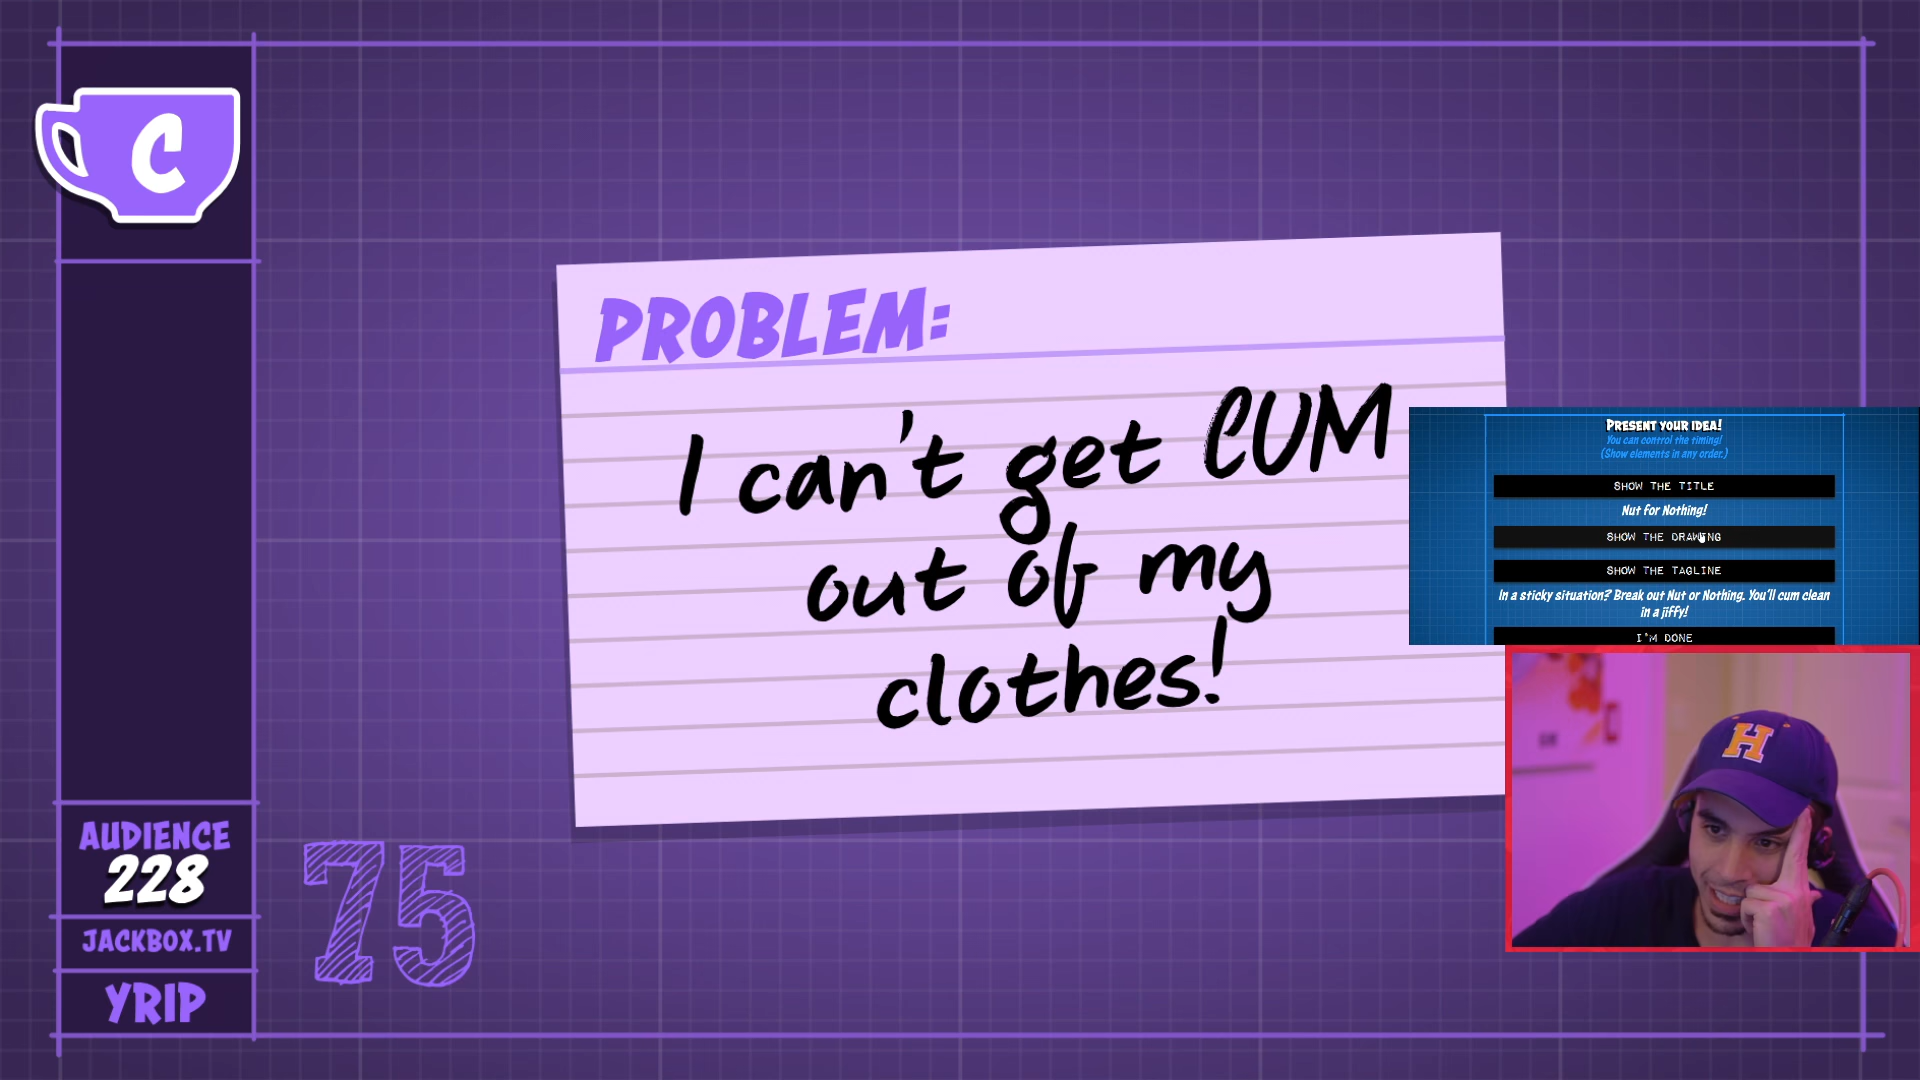 C
PROBLEM:
I can't get CUM
out of my
clothes!
AUDIENCE
228
JACKBOX.TV
YRIP
75
PRESENT YOUR IDEA!
You can control the timing!
(Show elements in any order.)
SHOW THE TITLE
Nut for Nothing!
SHOW THE DRAWING
SHOW THE TAGLINE
In a sticky situation? Break out Nut or Nothing. You'll cum clean
in a jiffy!
I'M DONE
H